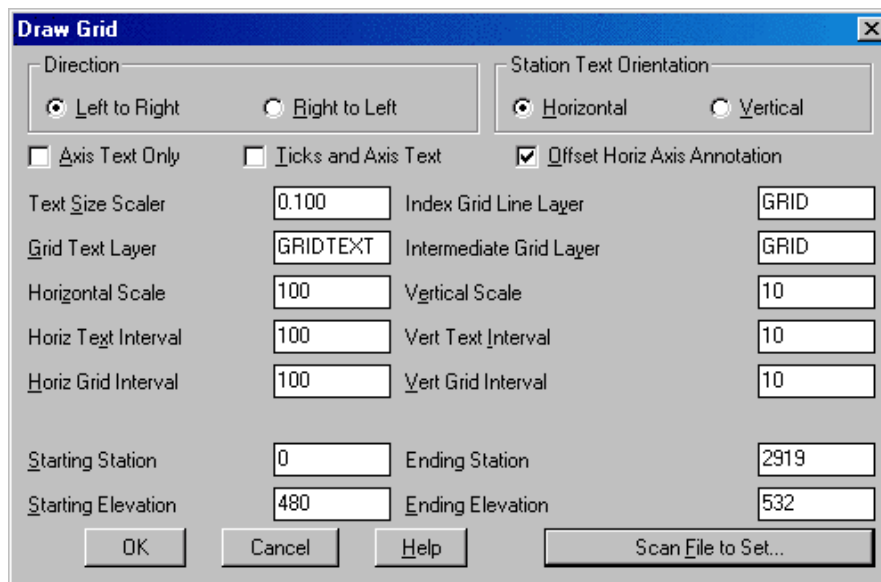 Draw Grid
Direction
Station Text Orientation
Left to Right
Right to Left
Horizontal
Vertical
Axis Text Only
Ticks and Axis Text
Offset Horiz Axis Annotation
Text Size Scaler
0.100
Index Grid Line Layer
GRID
Grid Text Layer
GRIDTEXT
Intermediate Grid Layer
GRID
Horizontal Scale
100
Vertical Scale
10
Horiz Text Interval
100
Vert Text Interval
10
Horiz Grid Interval
100
Vert Grid Interval
10
Starting Station
0
Ending Station
2919
Starting Elevation
480
Ending Elevation
532
OK
Cancel
Help
Scan File to Set...